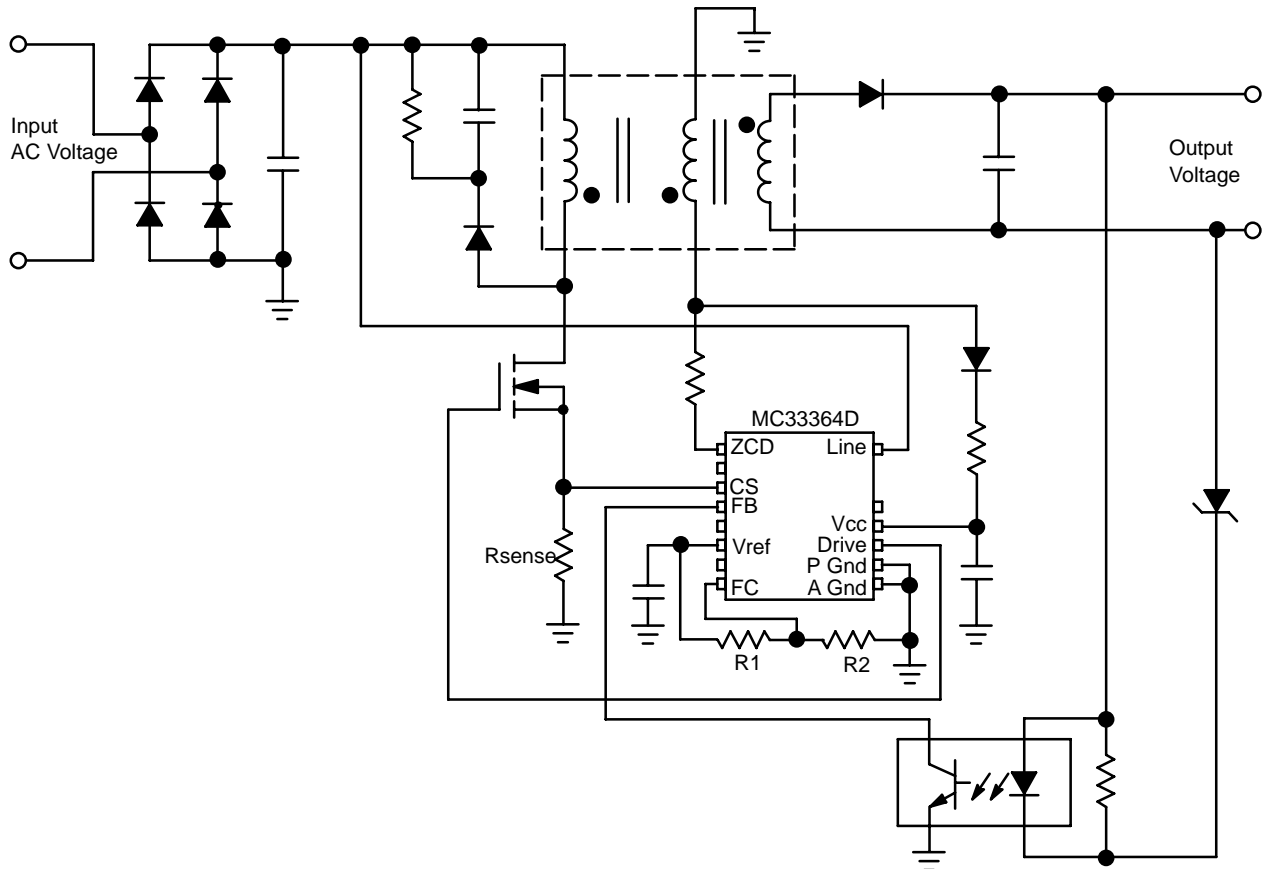 Input
AC Voltage
Output
Voltage
MC33364D
ZCD
Line
CS
FB
Vcc
Rsense
Vref
Drive
P Gnd
FC
A Gnd
R1
R2